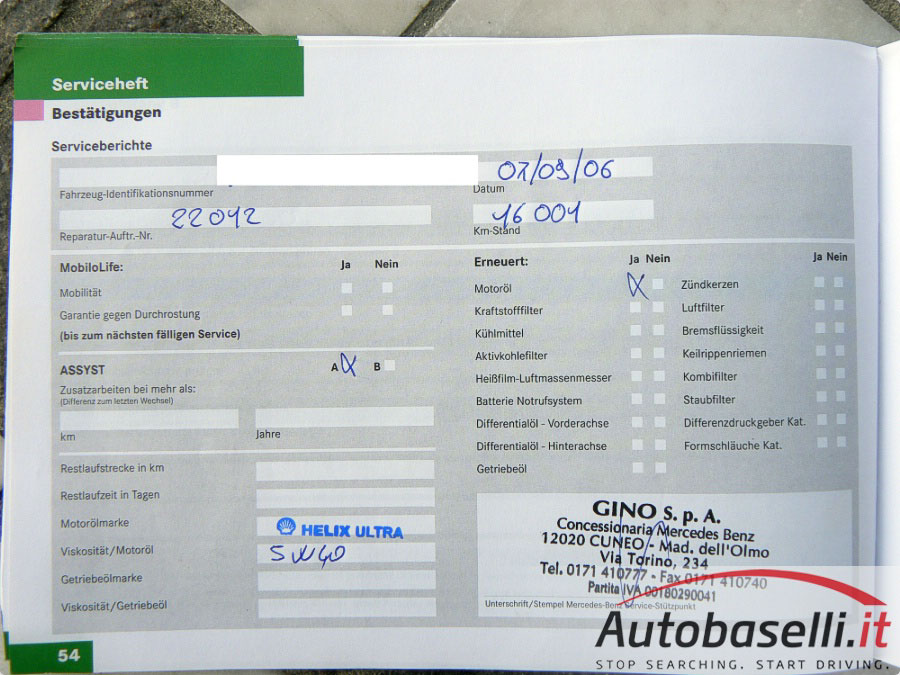 Serviceheft
Bestätigungen
Serviceberichte
07/09/06
Fahrzeug-Identifikationsnummer
Datum
22042
16001
Reparatur-Auftr.-Nr.
Km-Stand
MobiloLife:
Ja Nein
Mobilität
Garantie gegen Durchrostung
(bis zum nächsten fälligen Service)
ASSYST
A X B
Zusatzarbeiten bei mehr als:
(Differenz zum letzten Wechsel)
km
Jahre
Restlaufstrecke in km
Restlaufzeit in Tagen
Motorölmarke
HELIX ULTRA
Viskosität/Motoröl
5W40
Getriebeölmarke
Viskosität/Getriebeöl
Erneuert:
Ja Nein
Motoröl X
Kraftstofffilter
Kühlmittel
Aktivkohlefilter
Heißfilm-Luftmassenmesser
Batterie Notrufsystem
Differentialöl - Vorderachse
Differentialöl - Hinterachse
Getriebeöl
Ja Nein
Zündkerzen
Luftfilter
Bremsflüssigkeit
Keilrippenriemen
Kombifilter
Staubfilter
Differenzdruckgeber Kat.
Formschläuche Kat.
GINO S.p.A.
Concessionaria Mercedes Benz
12020 CUNEO - Mad. dell'Olmo
Via Torino, 234
Tel. 0171 410777 - Fax 0171 410740
Partita IVA 00180290041
Unterschrift/Stempel Mercedes-Benz Service-Stützpunkt
54
Autobaselli.it
STOP SEARCHING. START DRIVING.